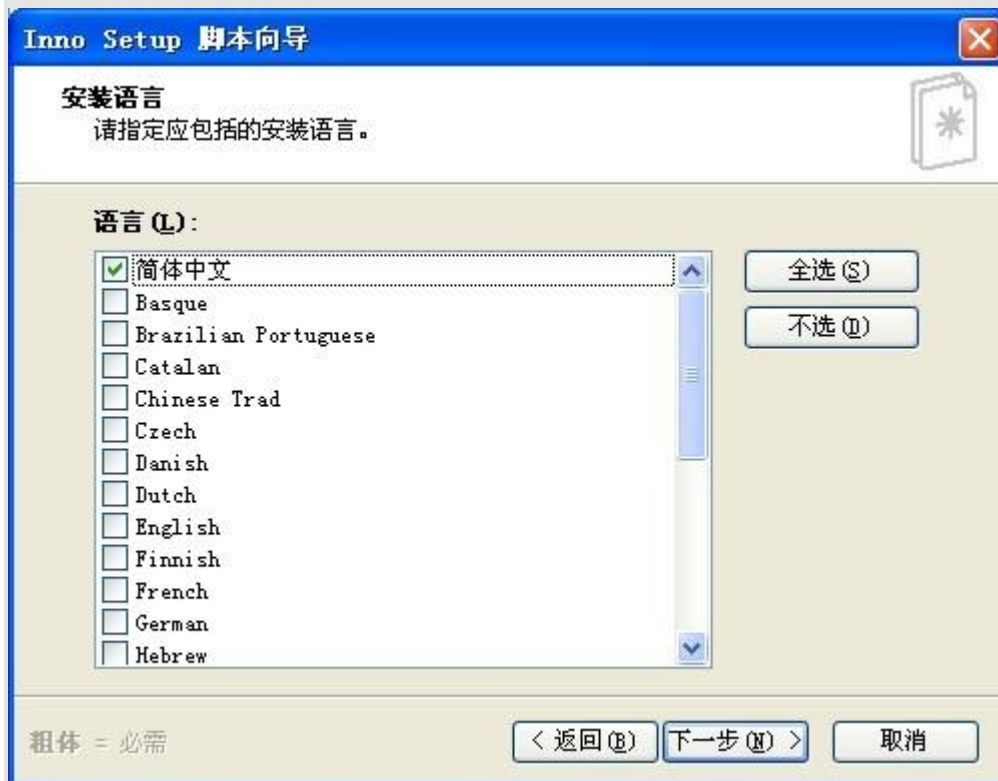 Inno Setup 脚本向导
安装语言
请指定应包括的安装语言。
语言(L):
简体中文
全选(S)
Basque
不选(D)
Brazilian Portuguese
Catalan
Chinese Trad
Czech
Danish
Dutch
English
Finnish
French
German
Hebrew
粗体 = 必需
< 返回(B)
下一步(N) >
取消